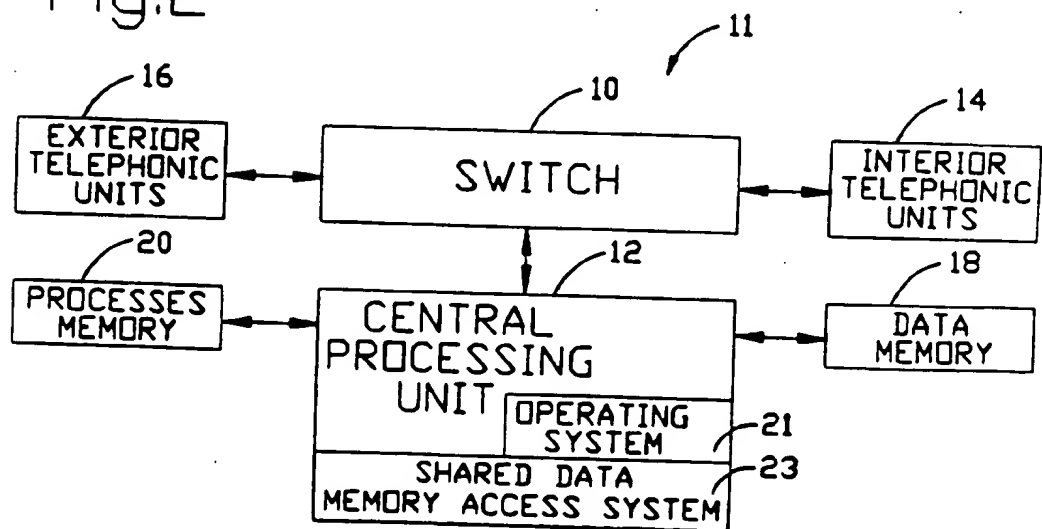 Fig.2
11
16
10
14
EXTERIOR
TELEPHONIC
UNITS
SWITCH
INTERIOR
TELEPHONIC
UNITS
20
12
18
PROCESSES
MEMORY
CENTRAL
PROCESSING
UNIT
DATA
MEMORY
OPERATING
SYSTEM
21
SHARED DATA
MEMORY ACCESS SYSTEM
23